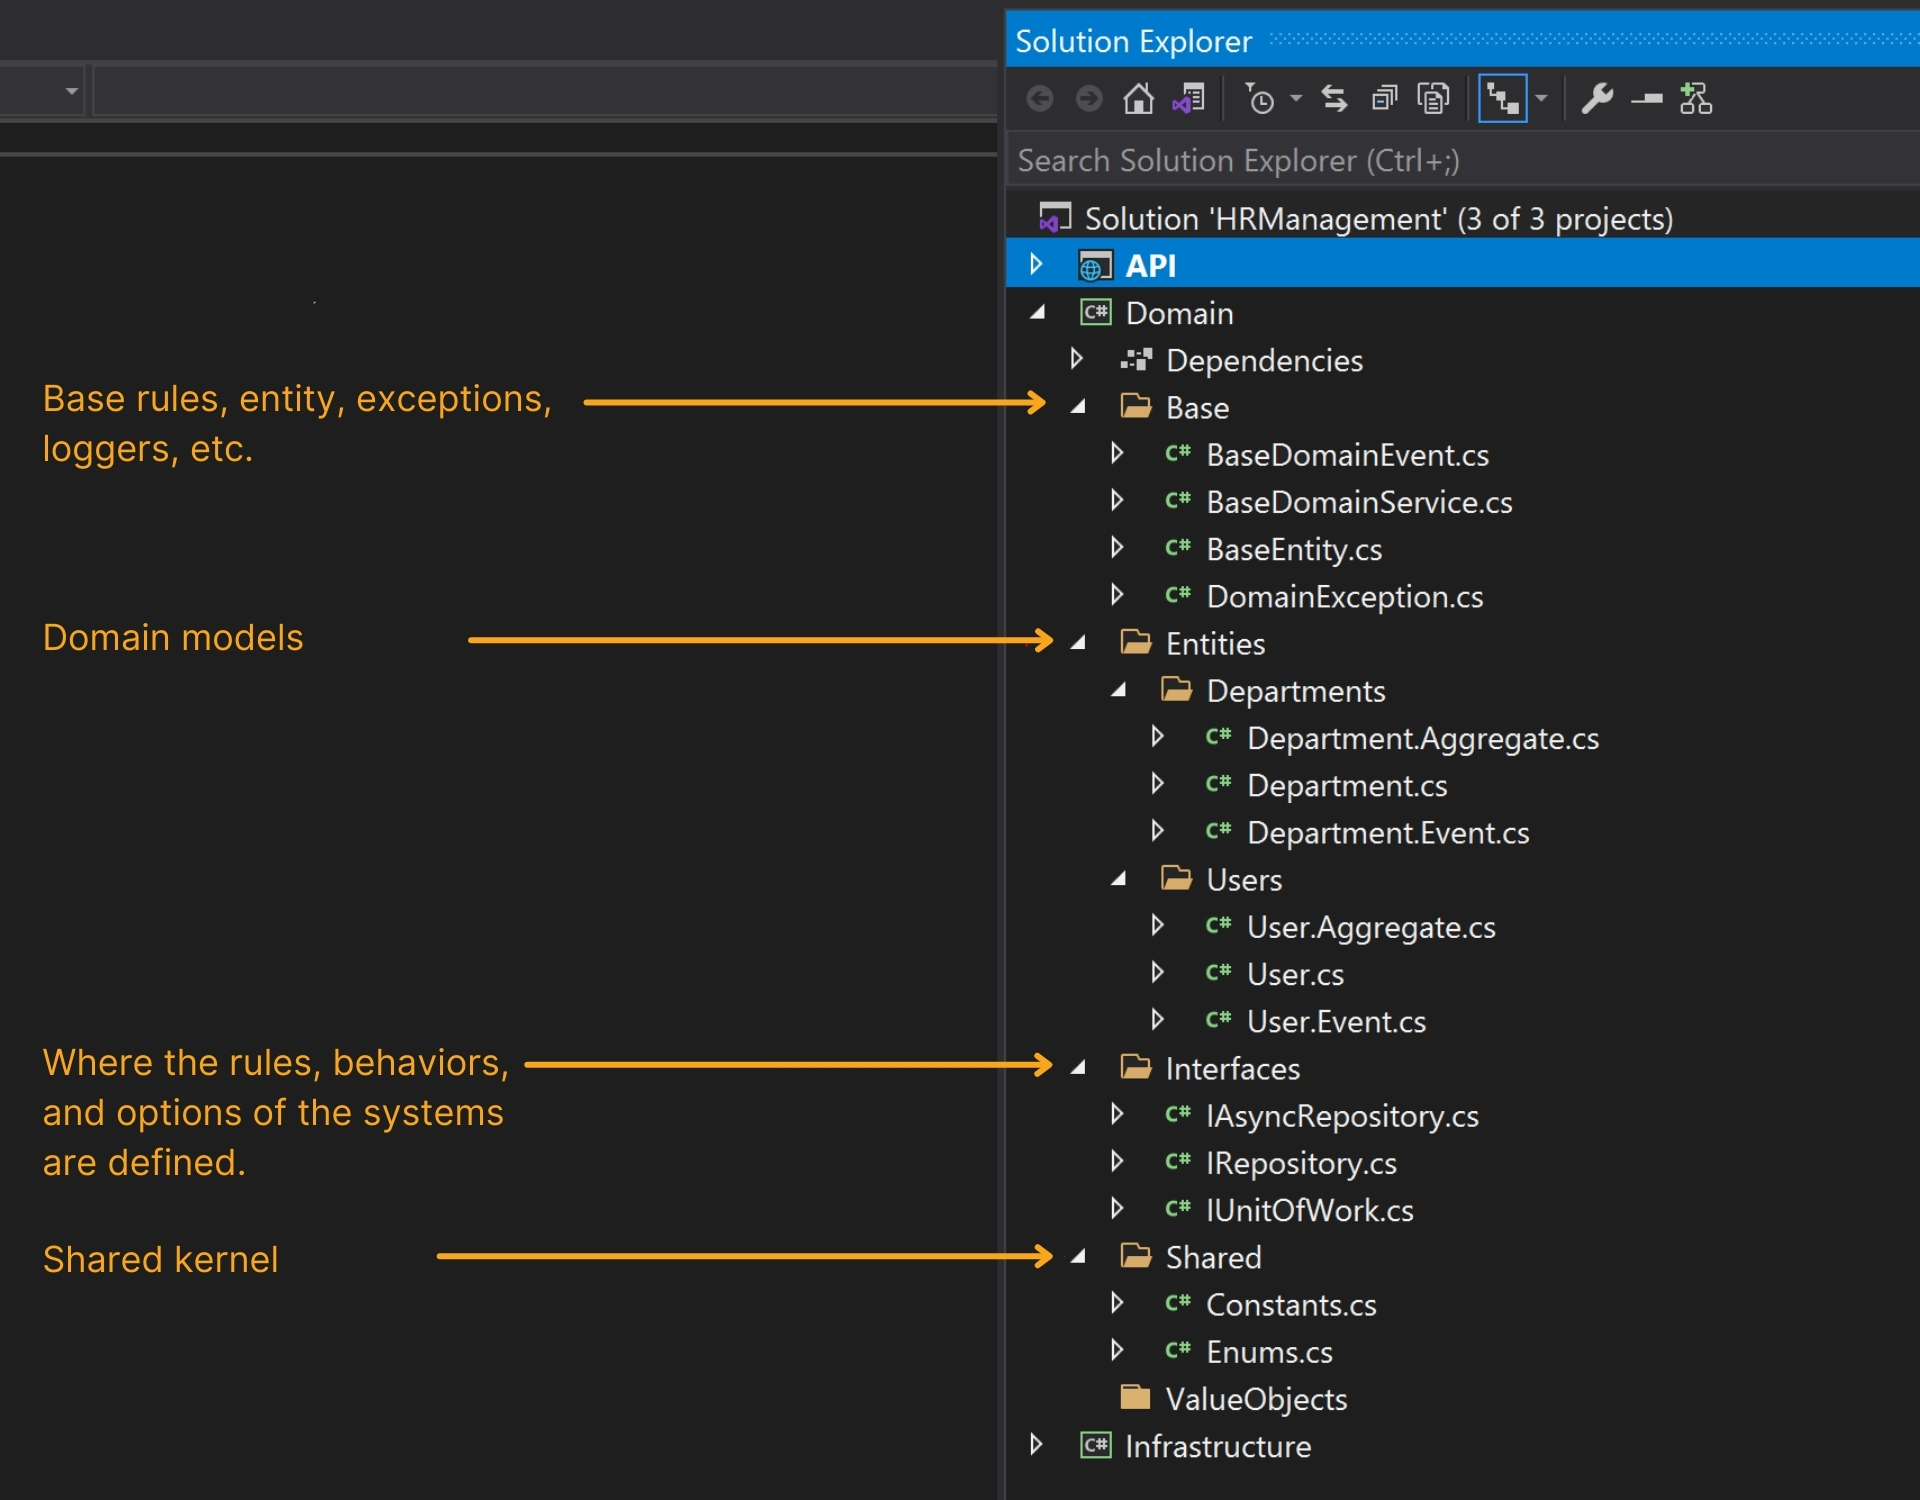 Solution Explorer
Search Solution Explorer (Ctrl+;)
Solution 'HRManagement' (3 of 3 projects)
API
C# Domain
Dependencies
Base rules, entity, exceptions,
loggers, etc.
Base
C# BaseDomainEvent.cs
C# BaseDomainService.cs
C# BaseEntity.cs
C# DomainException.cs
Domain models
Entities
Departments
C# Department.Aggregate.cs
C# Department.cs
C# Department.Event.cs
Users
C# User.Aggregate.cs
C# User.cs
C# User.Event.cs
Where the rules, behaviors,
and options of the systems
are defined.
Interfaces
C# IAsyncRepository.cs
C# IRepository.cs
C# IUnitOfWork.cs
Shared kernel
Shared
C# Constants.cs
C# Enums.cs
ValueObjects
C# Infrastructure